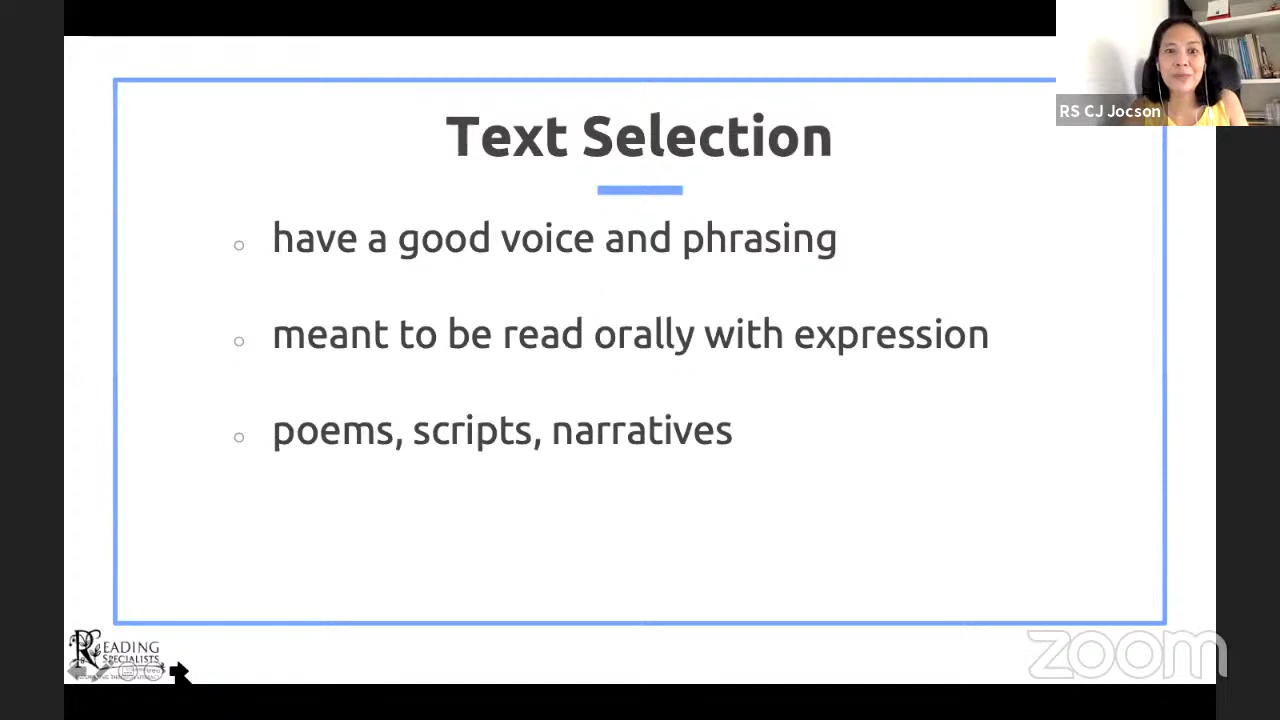 RS CJ Jocson
Text Selection
have a good voice and phrasing
meant to be read orally with expression
poems, scripts, narratives
READING
SPECIALISTS
zoom